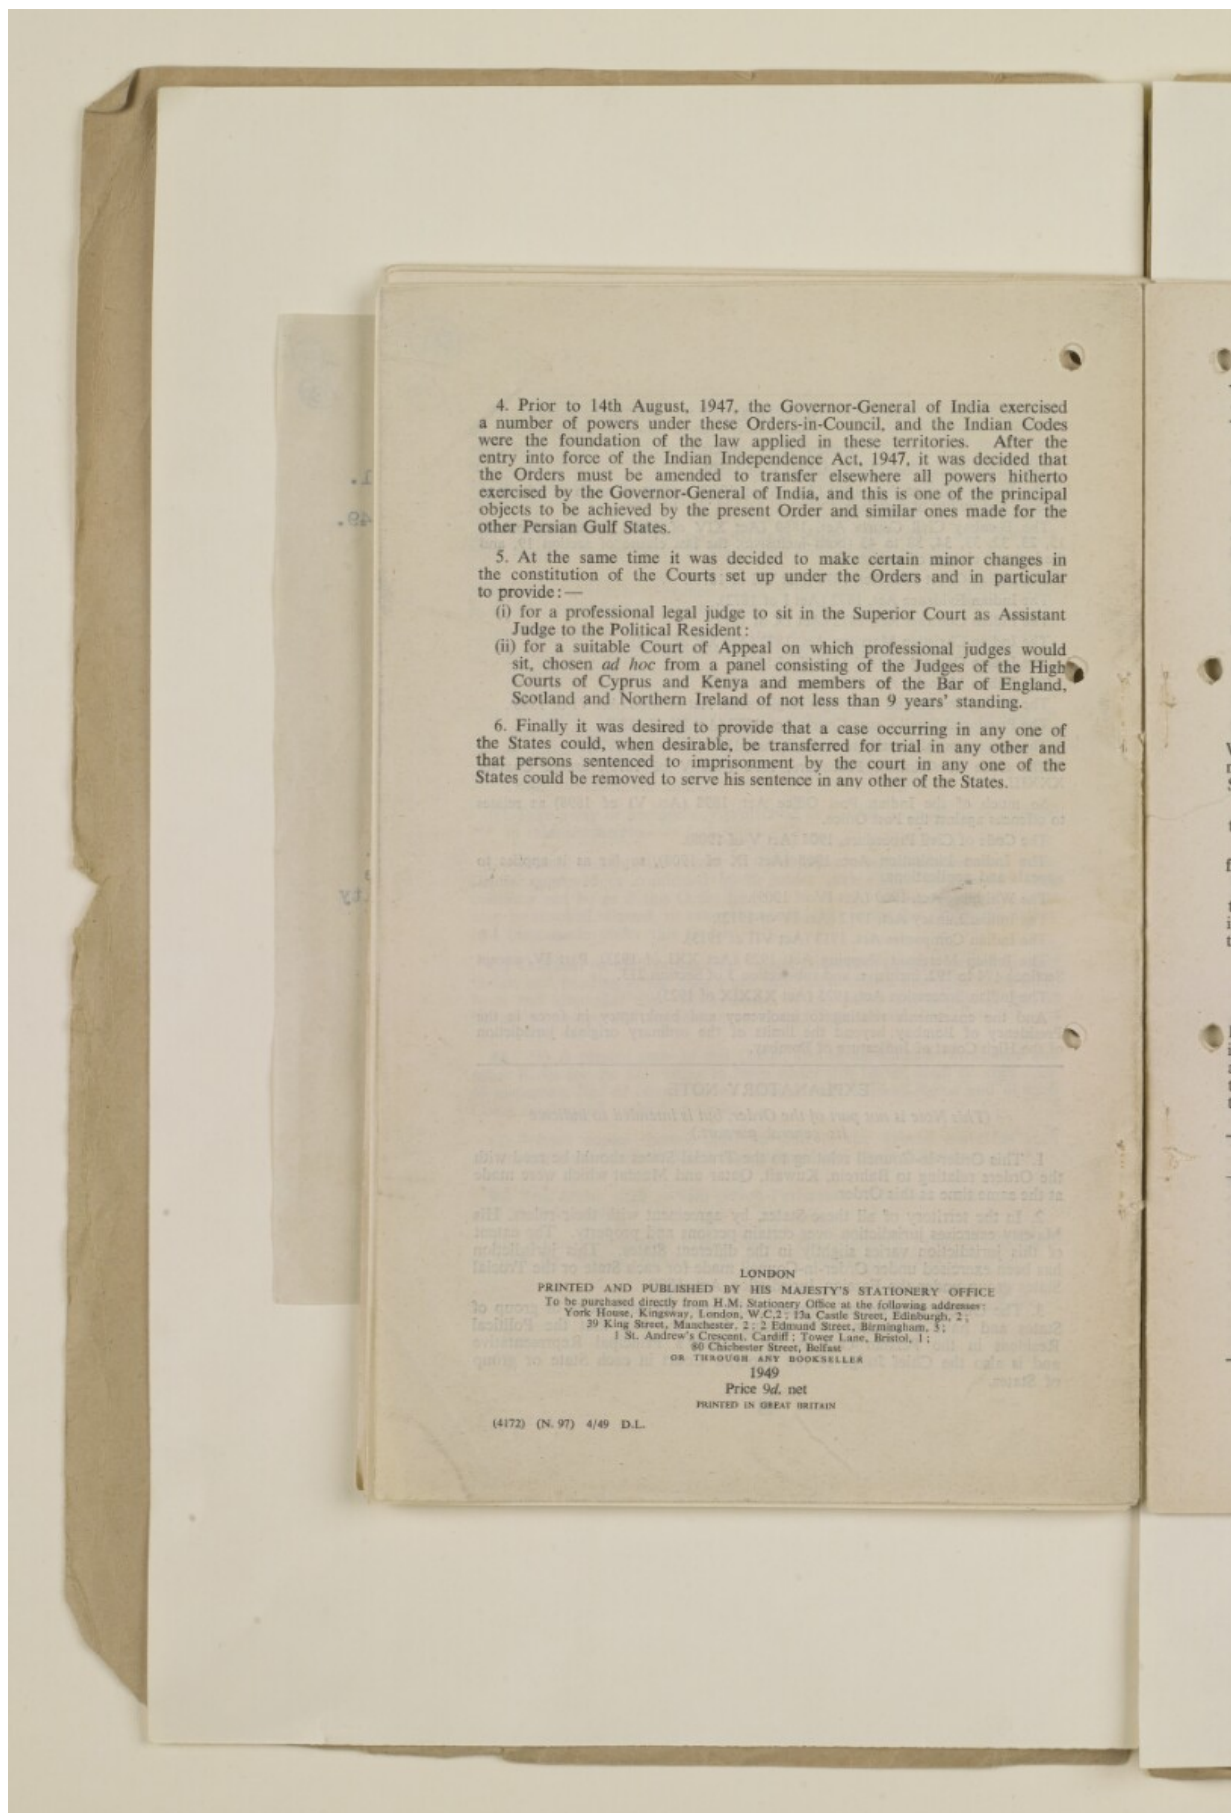 4. Prior to 14th August, 1947, the Governor-General of India exercised
a number of powers under these Orders-in-Council, and the Indian Codes
were the foundation of the law applied in these territories. After the
entry into force of the Indian Independence Act, 1947, it was decided that
the Orders must be amended to transfer elsewhere all powers hitherto
exercised by the Governor-General of India, and this is one of the principal
objects to be achieved by the present Order and similar ones made for the
other Persian Gulf States.
5. At the same time it was decided to make certain minor changes in
the constitution of the Courts set up under the Orders and in particular
to provide:—
(i) for a professional legal judge to sit in the Superior Court as Assistant
Judge to the Political Resident:
(ii) for a suitable Court of Appeal on which professional judges would
sit, chosen ad hoc from a panel consisting of the Judges of the High
Courts of Cyprus and Kenya and members of the Bar of England,
Scotland and Northern Ireland of not less than 9 years' standing.
6. Finally it was desired to provide that a case occurring in any one of
the States could, when desirable, be transferred for trial in any other and
that persons sentenced to imprisonment by the court in any one of the
States could be removed to serve his sentence in any other of the States.
LONDON
PRINTED AND PUBLISHED BY HIS MAJESTY'S STATIONERY OFFICE
To be purchased directly from H.M. Stationery Office at the following addresses:
York House, Kingsway, London, W.C.2; 13a Castle Street, Edinburgh, 2;
39 King Street, Manchester, 2; 2 Edmund Street, Birmingham, 3;
1 St. Andrew's Crescent, Cardiff; Tower Lane, Bristol, 1;
80 Chichester Street, Belfast
OR THROUGH ANY BOOKSELLER
1949
Price 9d. net
PRINTED IN GREAT BRITAIN
(4172) (N. 97) 4/49 D.L.